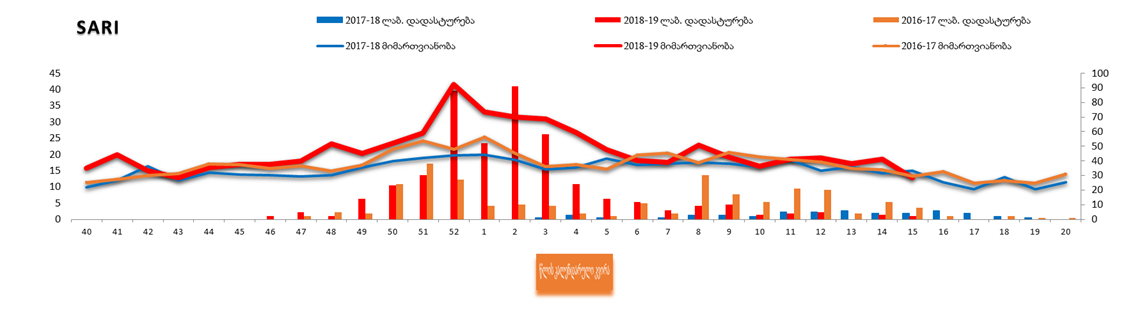 SARI
2017-18 ლაბ. დადასტურება 2018-19 ლაბ. დადასტურება 2016-17 ლაბ. დადასტურება
2017-18 მიმართვიანობა 2018-19 მიმართვიანობა 2016-17 მიმართვიანობა
45 100
40 90
35 80
30 70
25 60
20 50
15 40
10 30
5 20
0 10
0
40 41 42 43 44 45 46 47 48 49 50 51 52 1 2 3 4 5 6 7 8 9 10 11 12 13 14 15 16 17 18 19 20
წლის კალენდარული კვირა